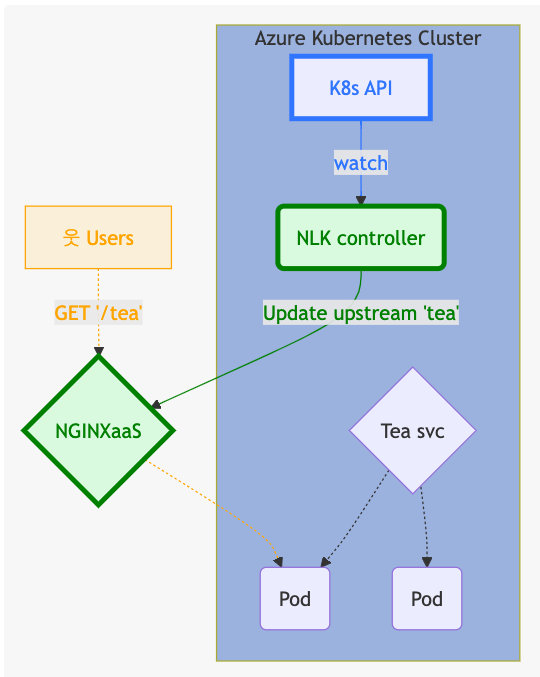 Azure Kubernetes Cluster
K8s API
watch
웃 Users
NLK controller
GET '/tea'
Update upstream 'tea'
NGINXaaS
Tea svc
Pod
Pod